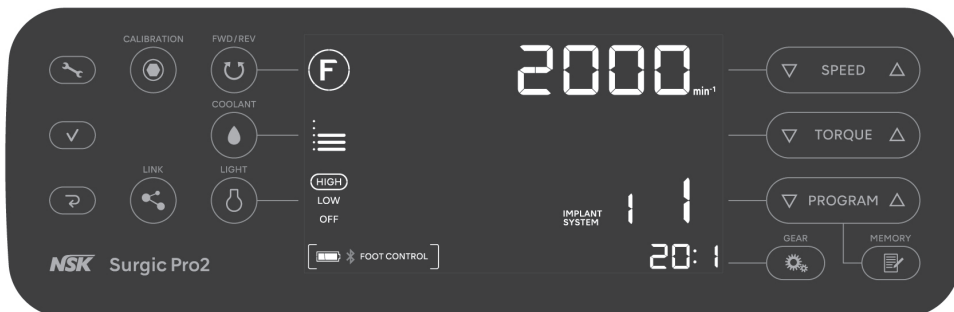 CALIBRATION FWD/REV
F 2000 min⁻¹
SPEED
COOLANT
TORQUE
LINK LIGHT
HIGH
LOW
OFF
IMPLANT
SYSTEM
1 1
PROGRAM
NSK Surgic Pro2
FOOT CONTROL
20:1
GEAR MEMORY